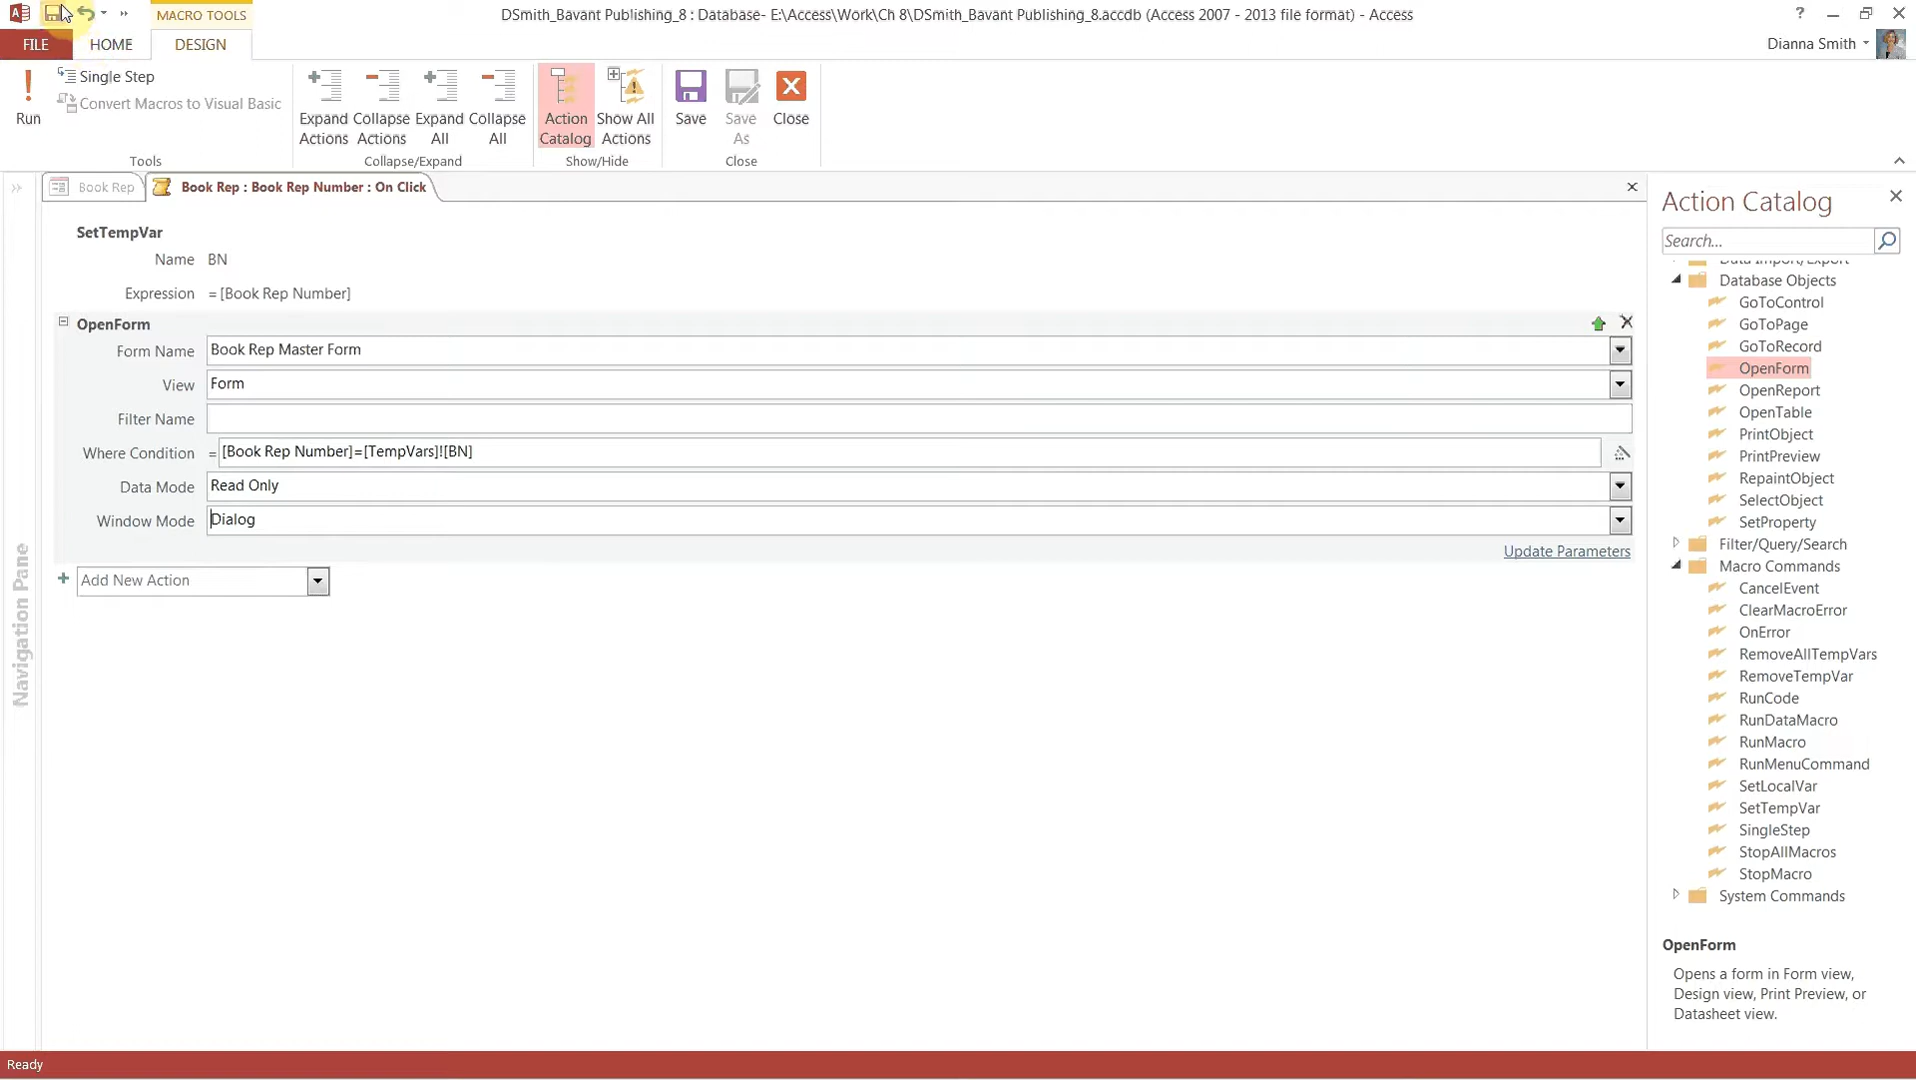 MACRO TOOLS
DSmith_Bavant Publishing_8 : Database- E:\Access\Work\Ch 8\DSmith_Bavant Publishing_8.accdb (Access 2007 - 2013 file format) - Access
?
FILE
HOME
DESIGN
Dianna Smith
Run
Single Step
Convert Macros to Visual Basic
Expand Actions
Collapse Actions
Expand All
Collapse All
Action Catalog
Show All Actions
Save
Save As
Close
Tools
Collapse/Expand
Show/Hide
Close
Book Rep
Book Rep : Book Rep Number : On Click
SetTempVar
Name BN
Expression = [Book Rep Number]
OpenForm
Form Name Book Rep Master Form
View Form
Filter Name
Where Condition = [Book Rep Number]=[TempVars]![BN]
Data Mode Read Only
Window Mode Dialog
Update Parameters
Add New Action
Navigation Pane
Action Catalog
Search...
Data Import/Export
Database Objects
GoToControl
GoToPage
GoToRecord
OpenForm
OpenReport
OpenTable
PrintObject
PrintPreview
RepaintObject
SelectObject
SetProperty
Filter/Query/Search
Macro Commands
CancelEvent
ClearMacroError
OnError
RemoveAllTempVars
RemoveTempVar
RunCode
RunDataMacro
RunMacro
RunMenuCommand
SetLocalVar
SetTempVar
SingleStep
StopAllMacros
StopMacro
System Commands
OpenForm
Opens a form in Form view,
Design view, Print Preview, or
Datasheet view.
Ready